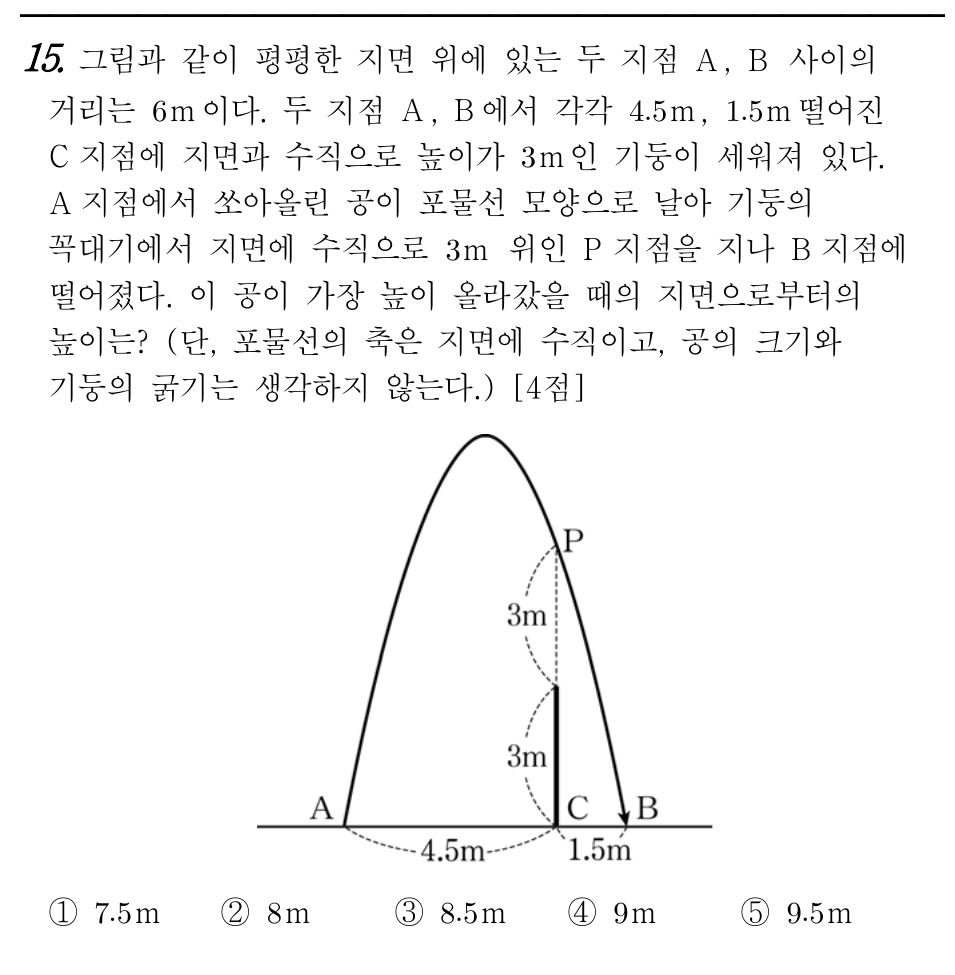 15. 그림과 같이 평평한 지면 위에 있는 두 지점 A, B 사이의
거리는 6m이다. 두 지점 A, B에서 각각 4.5m, 1.5m떨어진
C 지점에 지면과 수직으로 높이가 3m인 기둥이 세워져 있다.
A 지점에서 쏘아올린 공이 포물선 모양으로 날아 기둥의
꼭대기에서 지면에 수직으로 3m 위인 P 지점을 지나 B 지점에
떨어졌다. 이 공이 가장 높이 올라갔을 때의 지면으로부터의
높이는? (단, 포물선의 축은 지면에 수직이고, 공의 크기와
기둥의 굵기는 생각하지 않는다.) [4점]
P
3m
3m
A C B
4.5m 1.5m
① 7.5m ② 8m ③ 8.5m ④ 9m ⑤ 9.5m